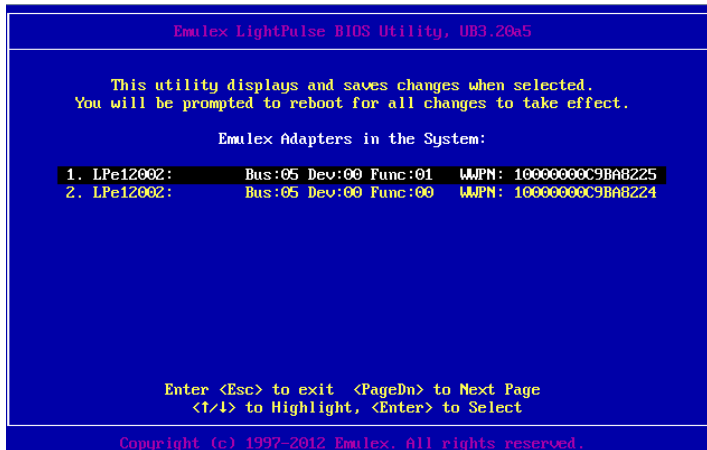 Emulex LightPulse BIOS Utility, UB3.20a5
This utility displays and saves changes when selected.
You will be prompted to reboot for all changes to take effect.
Emulex Adapters in the System:
1. LPe12002: Bus:05 Dev:00 Func:01 WWPN: 10000000C9BA8225
2. LPe12002: Bus:05 Dev:00 Func:00 WWPN: 10000000C9BA8224
Enter <Esc> to exit <PageDn> to Next Page
<↑/↓> to Highlight, <Enter> to Select
Copyright (c) 1997-2012 Emulex. All rights reserved.